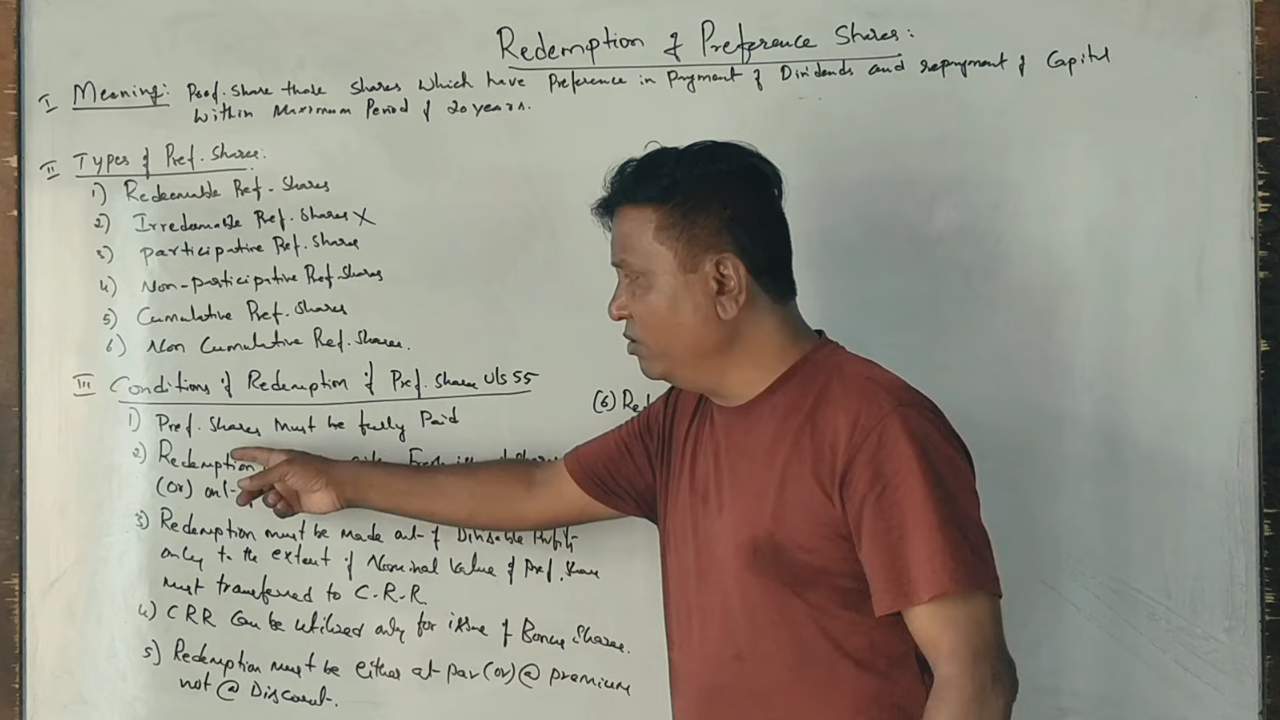 Redemption of Preference Shares:
I Meaning: Pref. Share those Shares Which have Preference in Payment of Dividends and repayment of Capital
Within Maximum Period of 20 years.
II Types of Pref. Shares:
1) Redeemable Pref. Shares
2) Irredamable Pref. Shares X
3) Participative Pref. Shares
4) Non-participative Pref. Shares
5) Cumulative Pref. Shares
6) Non Cumulative Pref. Shares.
III Conditions of Redemption of Pref. Share U/s 55
1) Pref. Shares Must be fully Paid
2) Redemption
(Or)
3) Redemption must be made out of Divisable Profits
only to the extent of Nominal Value of Pref. Share
must transferred to C.R.R
4) CRR Can be utilized only for issue of Bonus Shares.
5) Redemption must be either at par (or) @ premium
not @ Discount.
(6) Red